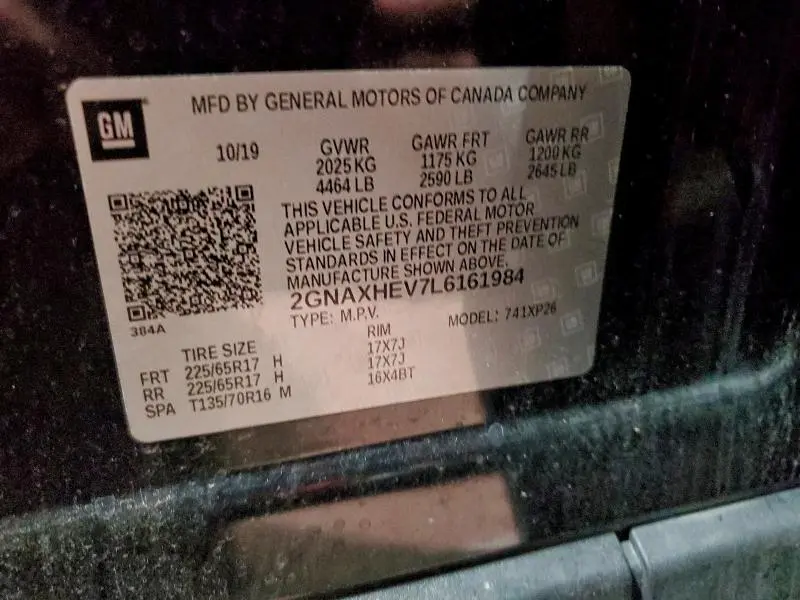 GM
MFD BY GENERAL MOTORS OF CANADA COMPANY
10/19
GVWR GAWR FRT GAWR RR
2025 KG 1175 KG 1200 KG
4464 LB 2590 LB 2645 LB
THIS VEHICLE CONFORMS TO ALL
APPLICABLE U.S. FEDERAL MOTOR
VEHICLE SAFETY AND THEFT PREVENTION
STANDARDS IN EFFECT ON THE DATE OF
MANUFACTURE SHOWN ABOVE.
2GNAXHEV7L6161984
TYPE: M.P.V. MODEL: 741XP26
384A
TIRE SIZE RIM
FRT 225/65R17 H 17X7J
RR 225/65R17 H 17X7J
SPA T135/70R16 M 16X4BT